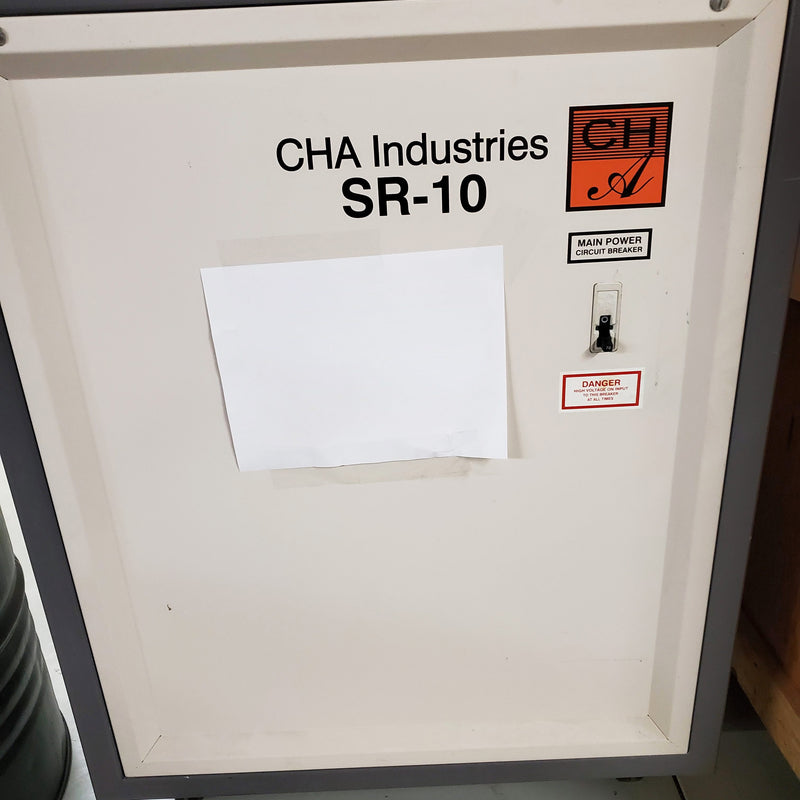 CHA Industries
SR-10
CH
A
MAIN POWER
CIRCUIT BREAKER
DANGER
HIGH VOLTAGE ON INPUT
TO THIS BREAKER
AT ALL TIMES